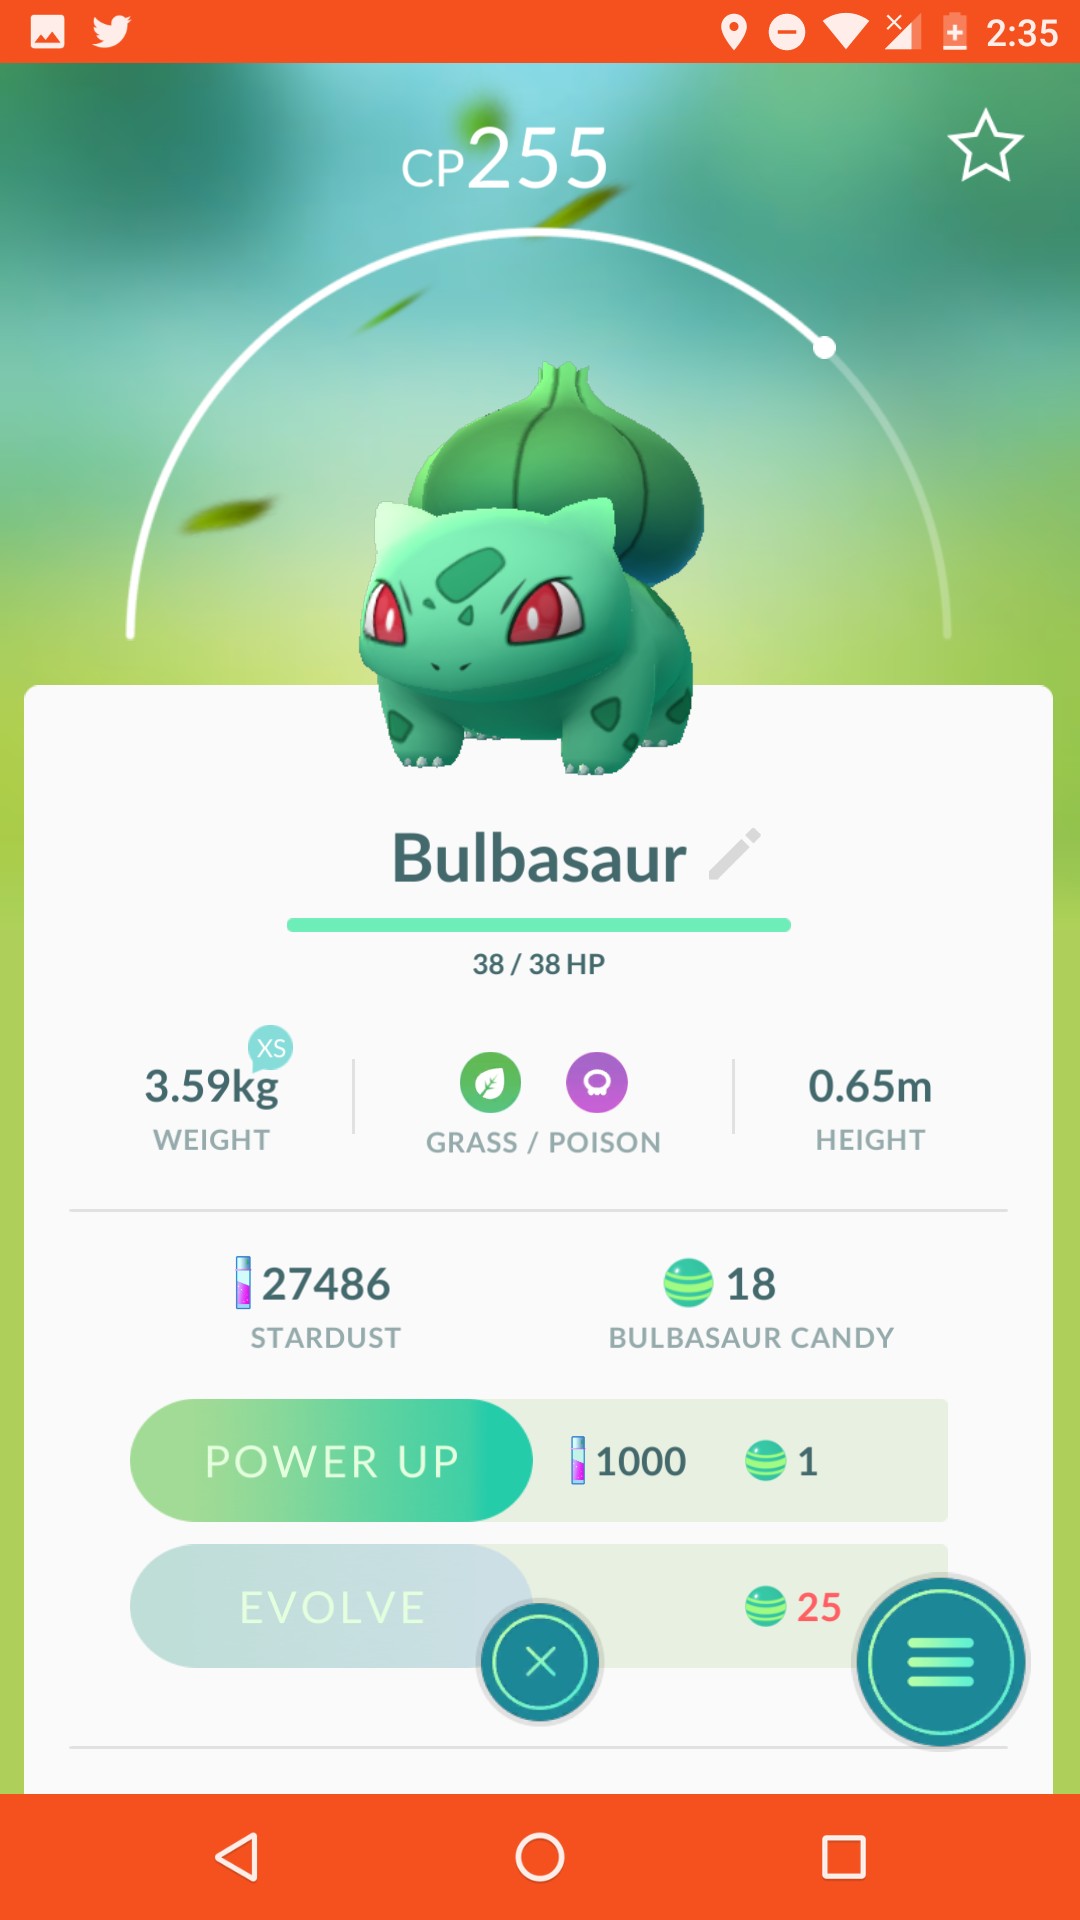 2:35
CP255
Bulbasaur
38 / 38 HP
XS
3.59kg
WEIGHT
GRASS / POISON
0.65m
HEIGHT
27486
STARDUST
18
BULBASAUR CANDY
POWER UP 1000 1
EVOLVE 25